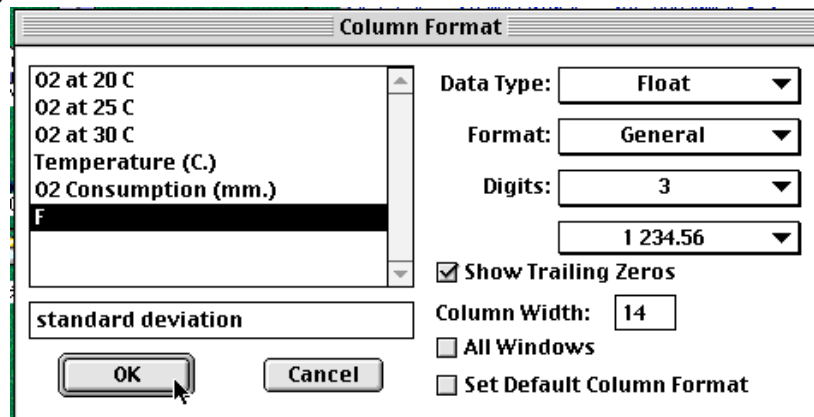 Column Format
O2 at 20 C
O2 at 25 C
O2 at 30 C
Temperature (C.)
O2 Consumption (mm.)
F
standard deviation
OK
Cancel
Data Type: Float
Format: General
Digits: 3
1 234.56
Show Trailing Zeros
Column Width: 14
All Windows
Set Default Column Format